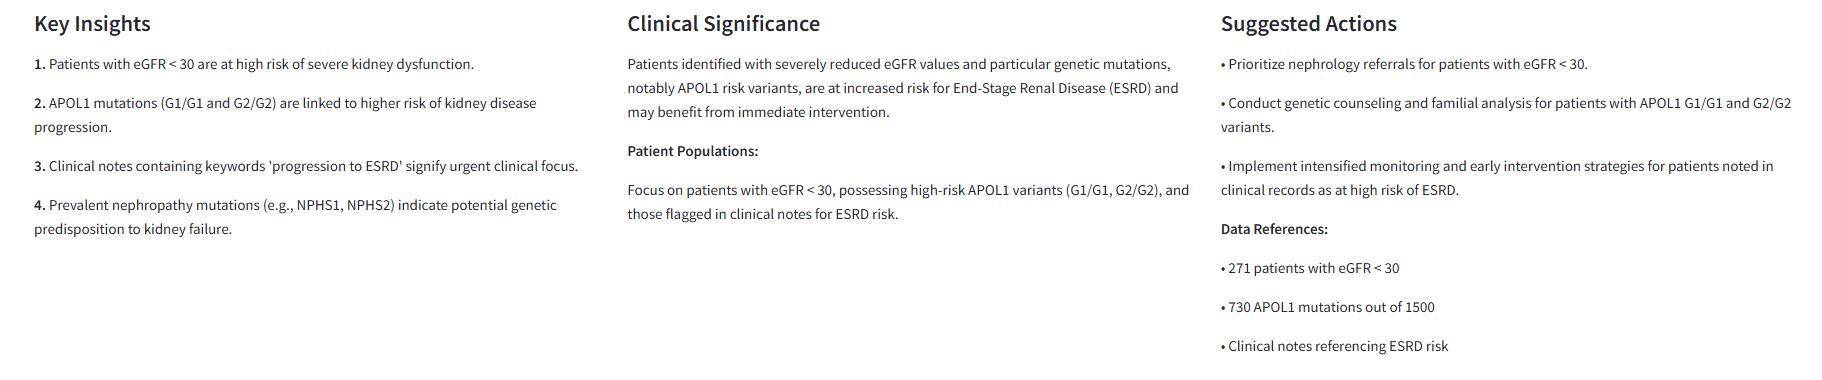 Key Insights
1. Patients with eGFR < 30 are at high risk of severe kidney dysfunction.
2. APOL1 mutations (G1/G1 and G2/G2) are linked to higher risk of kidney disease
progression.
3. Clinical notes containing keywords 'progression to ESRD' signify urgent clinical focus.
4. Prevalent nephropathy mutations (e.g., NPHS1, NPHS2) indicate potential genetic
predisposition to kidney failure.
Clinical Significance
Patients identified with severely reduced eGFR values and particular genetic mutations,
notably APOL1 risk variants, are at increased risk for End-Stage Renal Disease (ESRD) and
may benefit from immediate intervention.
Patient Populations:
Focus on patients with eGFR < 30, possessing high-risk APOL1 variants (G1/G1, G2/G2), and
those flagged in clinical notes for ESRD risk.
Suggested Actions
• Prioritize nephrology referrals for patients with eGFR < 30.
• Conduct genetic counseling and familial analysis for patients with APOL1 G1/G1 and G2/G2
variants.
• Implement intensified monitoring and early intervention strategies for patients noted in
clinical records as at high risk of ESRD.
Data References:
• 271 patients with eGFR < 30
• 730 APOL1 mutations out of 1500
• Clinical notes referencing ESRD risk